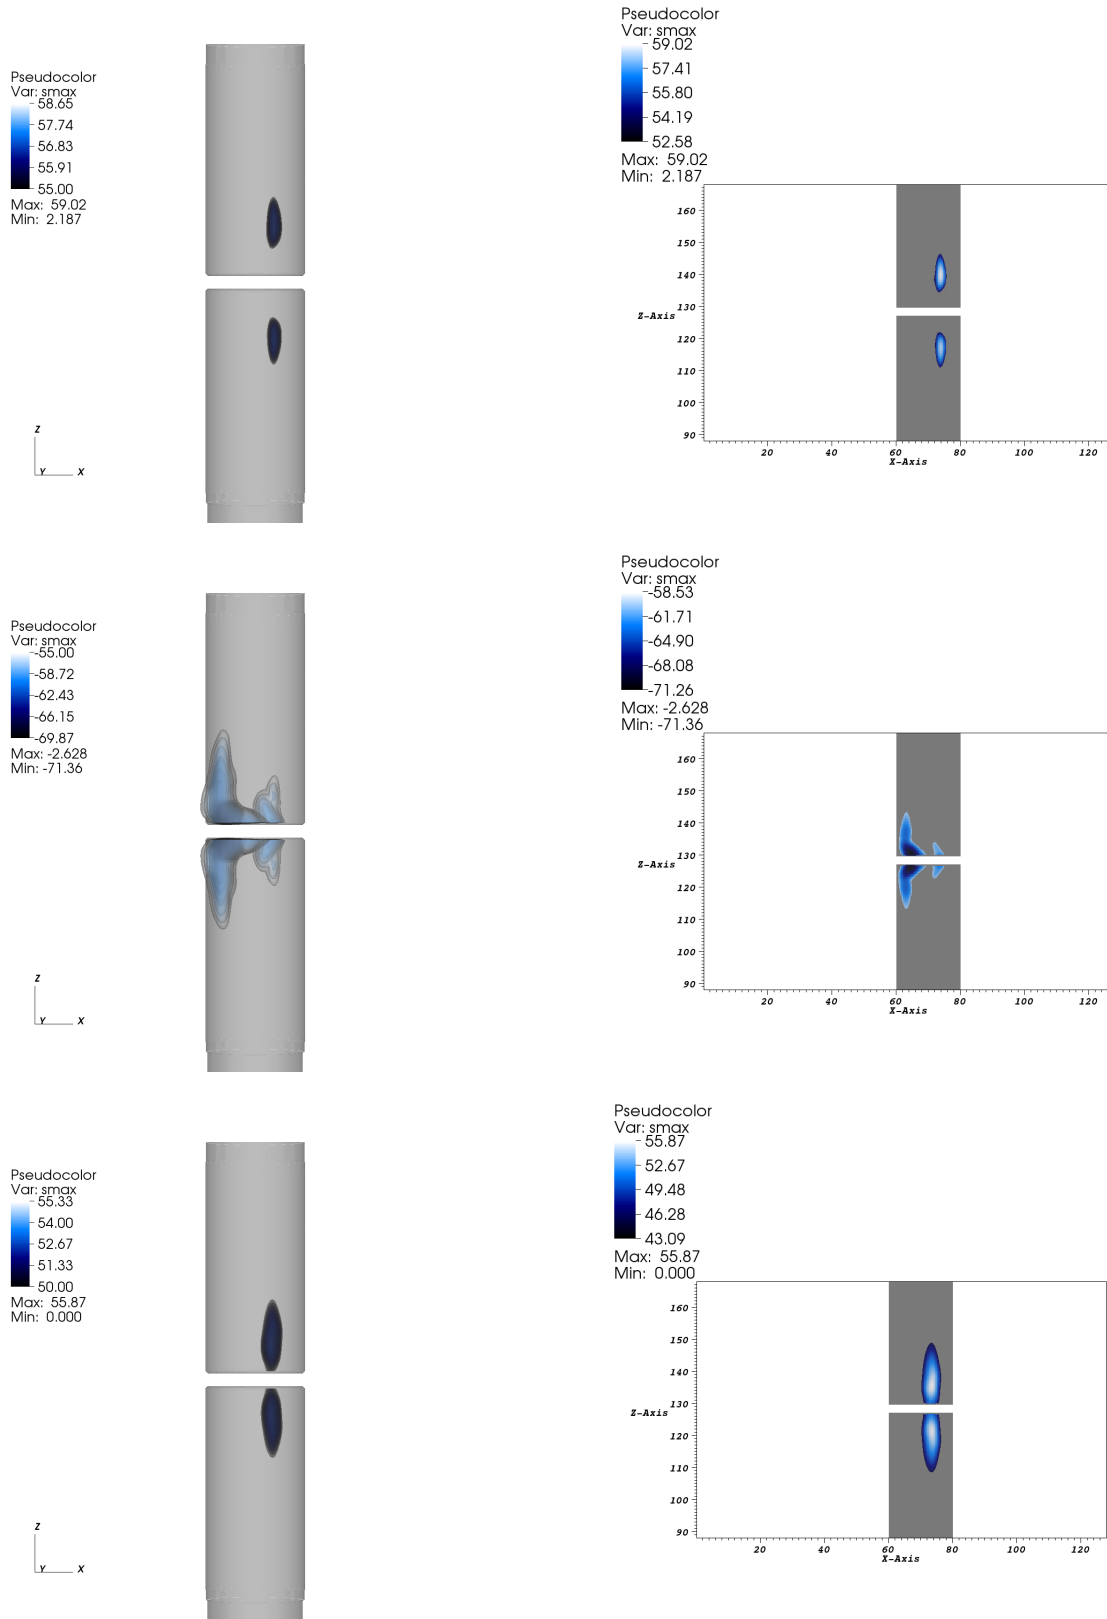 Pseudocolor
Var: smax
58.65
57.74
56.83
55.91
55.00
Max: 59.02
Min: 2.187
Z
Y X
Pseudocolor
Var: smax
59.02
57.41
55.80
54.19
52.58
Max: 59.02
Min: 2.187
160
150
140
130
Z-Axis
120
110
100
90
20 40 60 80 100 120
X-Axis
Pseudocolor
Var: smax
-55.00
-58.72
-62.43
-66.15
-69.87
Max: -2.628
Min: -71.36
Z
Y X
Pseudocolor
Var: smax
-58.53
-61.71
-64.90
-68.08
-71.26
Max: -2.628
Min: -71.36
160
150
140
130
Z-Axis
120
110
100
90
20 40 60 80 100 120
X-Axis
Pseudocolor
Var: smax
55.33
54.00
52.67
51.33
50.00
Max: 55.87
Min: 0.000
Z
Y X
Pseudocolor
Var: smax
55.87
52.67
49.48
46.28
43.09
Max: 55.87
Min: 0.000
160
150
140
130
Z-Axis
120
110
100
90
20 40 60 80 100 120
X-Axis